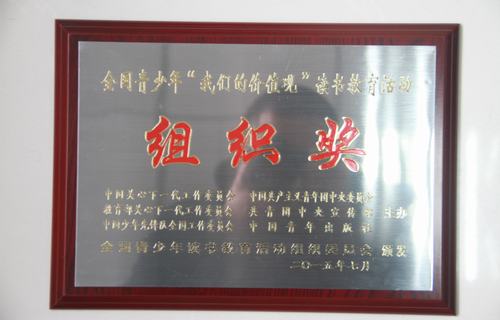 全国青少年“我们的价值观”读书教育活动
组织奖
中国关心下一代工作委员会 中国共产主义青年团中央委员会
教育部关心下一代工作委员会 共青团中央宣传部 主办
中国少年先锋队全国工作委员会 中国青年出版社
全国青少年读书教育活动组织委员会 颁发
二〇一五年七月